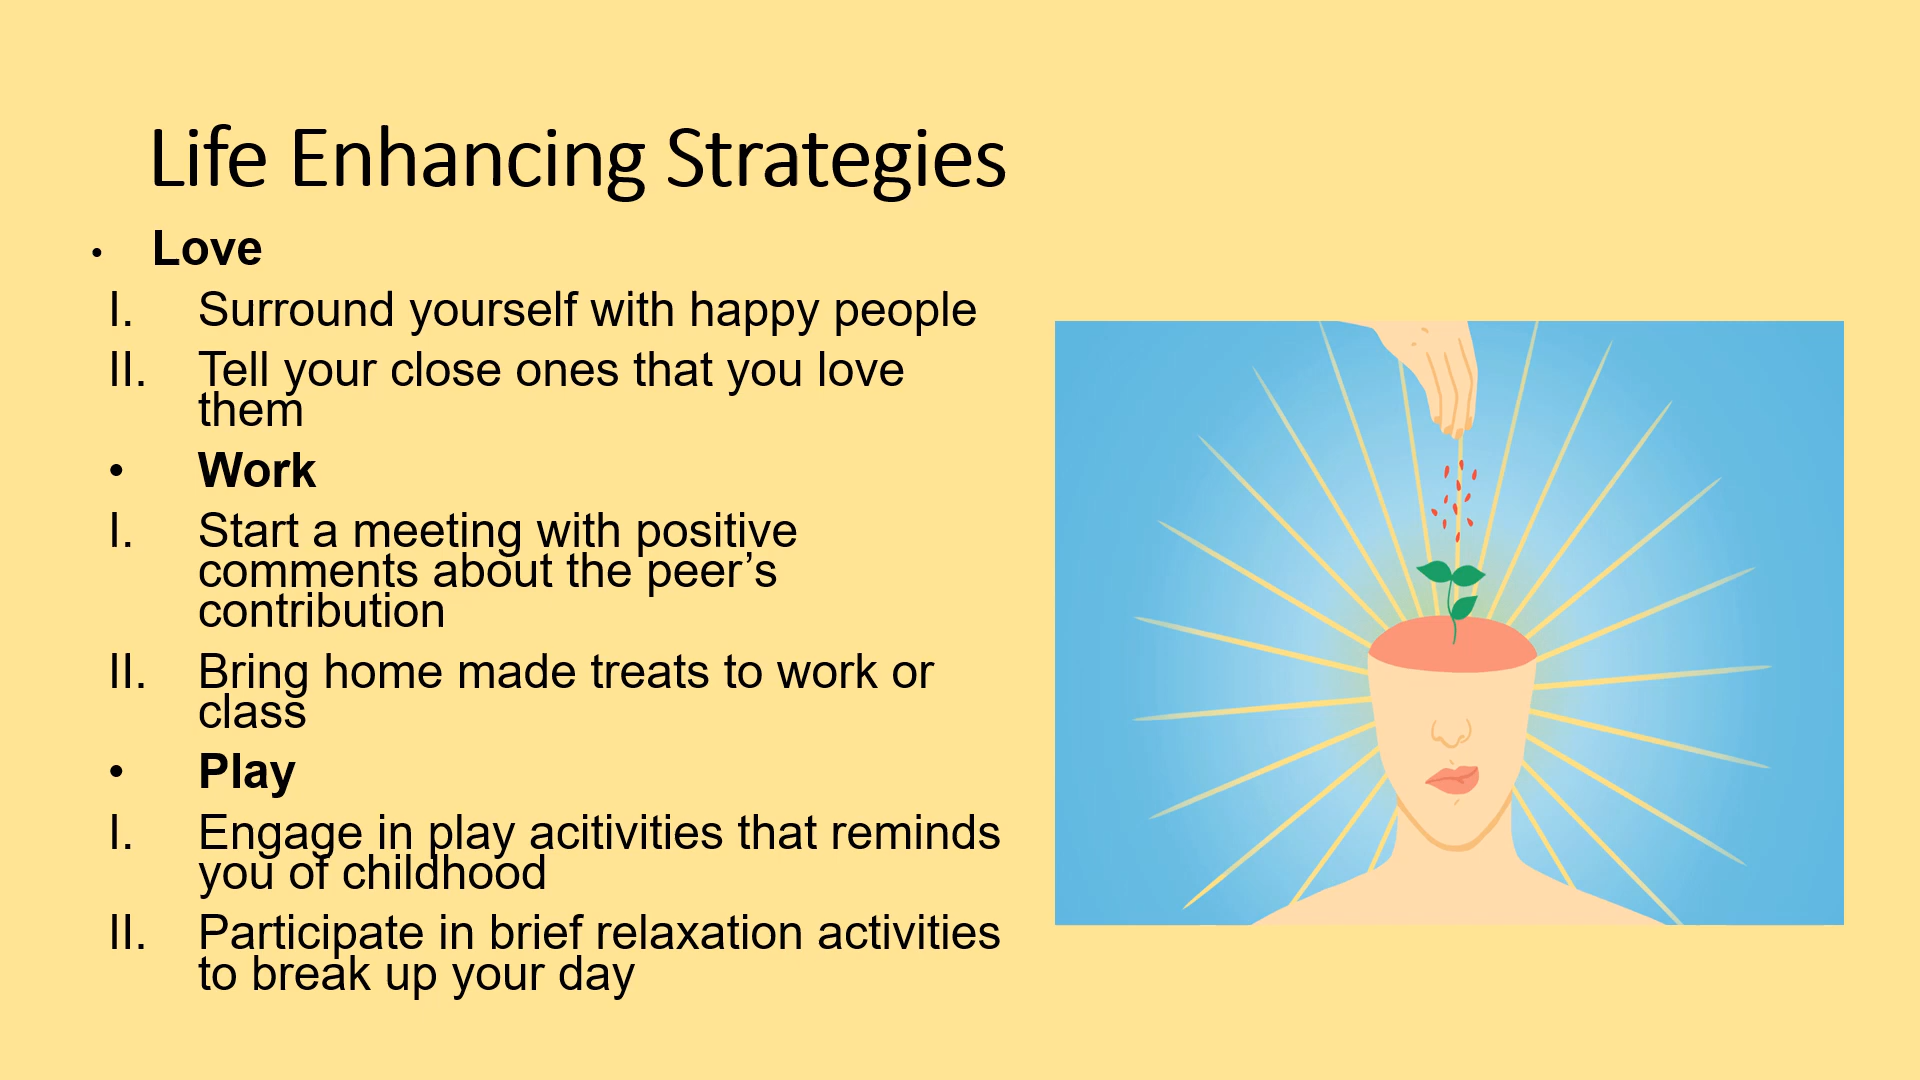 Life Enhancing Strategies
• Love
I. Surround yourself with happy people
II. Tell your close ones that you love
them
• Work
I. Start a meeting with positive
comments about the peer’s
contribution
II. Bring home made treats to work or
class
• Play
I. Engage in play acitivities that reminds
you of childhood
II. Participate in brief relaxation activities
to break up your day